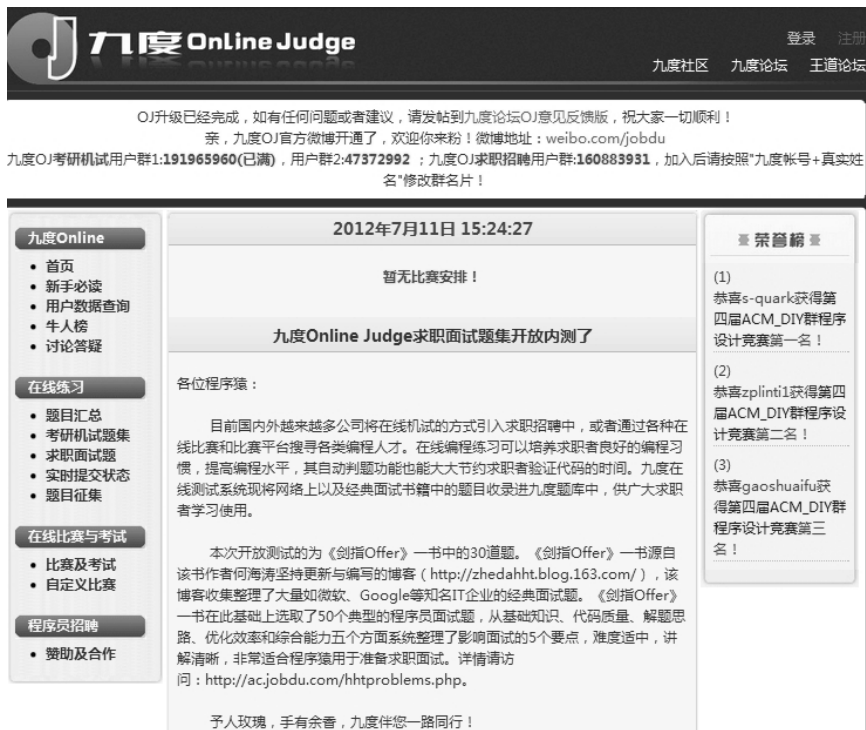 九度 Online Judge
登录 注册
九度社区 九度论坛 王道论坛
OJ升级已经完成，如有任何问题或者建议，请发帖到九度论坛OJ意见反馈版，祝大家一切顺利！
亲，九度OJ官方微博开通了，欢迎你来粉！微博地址：weibo.com/jobdu
九度OJ考研机试用户群1:191965960(已满)，用户群2:47372992 ；九度OJ求职招聘用户群:160883931，加入后请按照"九度帐号+真实姓
名"修改群名片！
九度Online
• 首页
• 新手必读
• 用户数据查询
• 牛人榜
• 讨论答疑
在线练习
• 题目汇总
• 考研机试题集
• 求职面试题
• 实时提交状态
• 题目征集
在线比赛与考试
• 比赛及考试
• 自定义比赛
程序员招聘
• 赞助及合作
2012年7月11日 15:24:27
暂无比赛安排！
九度Online Judge求职面试题集开放内测了
各位程序猿：
目前国内外越来越多公司将在线机试的方式引入求职招聘中，或者通过各种在
线比赛和比赛平台搜寻各类编程人才。在线编程练习可以培养求职者良好的编程习
惯，提高编程水平，其自动判题功能也能大大节约求职者验证代码的时间。九度在
线测试系统现将网络上以及经典面试书籍中的题目收录进九度题库中，供广大求职
者学习使用。
本次开放测试的为《剑指Offer》一书中的30道题。《剑指Offer》一书源自
该书作者何海涛坚持更新与编写的博客（http://zhedahht.blog.163.com/），该
博客收集整理了大量如微软、Google等知名IT企业的经典面试题。《剑指Offer》
一书在此基础上选取了50个典型的程序员面试题，从基础知识、代码质量、解题思
路、优化效率和综合能力五个方面系统整理了影响面试的5个要点，难度适中，讲
解清晰，非常适合程序猿用于准备求职面试。详情请访
问：http://ac.jobdu.com/hhtproblems.php。
予人玫瑰，手有余香，九度伴您一路同行！
荣誉榜
(1)
恭喜s-quark获得第
四届ACM_DIY群程序
设计竞赛第一名！
(2)
恭喜zplinti1获得第四
届ACM_DIY群程序设
计竞赛第二名！
(3)
恭喜gaoshuaifu获
得第四届ACM_DIY群
程序设计竞赛第三
名！